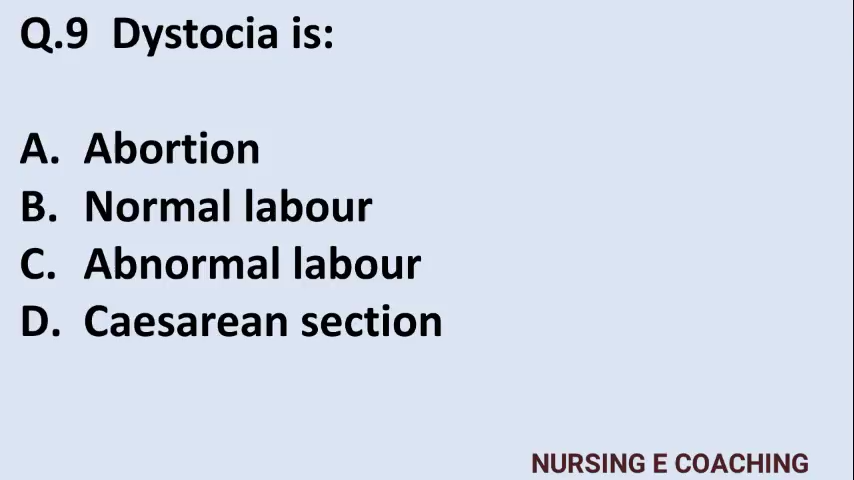 Q.9 Dystocia is:
A. Abortion
B. Normal labour
C. Abnormal labour
D. Caesarean section
NURSING E COACHING